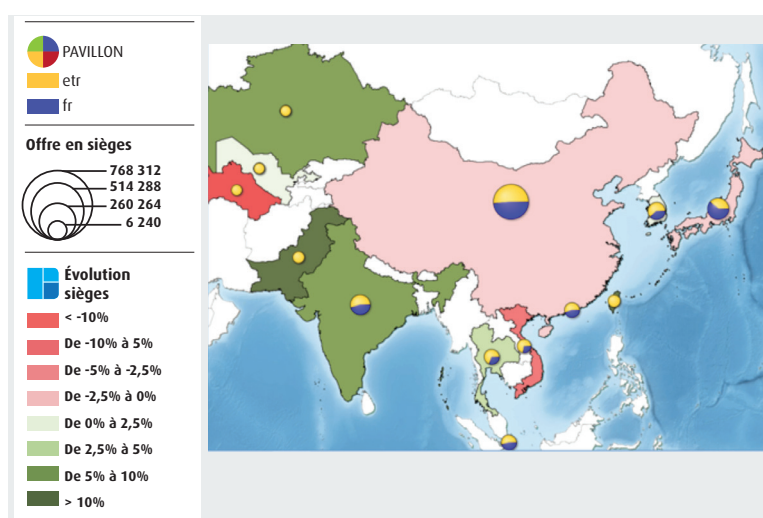 PAVILLON
etr
fr
Offre en sièges
768 312
514 288
260 264
6 240
Évolution
sièges
< -10%
De -10% à 5%
De -5% à -2,5%
De -2,5% à 0%
De 0% à 2,5%
De 2,5% à 5%
De 5% à 10%
> 10%